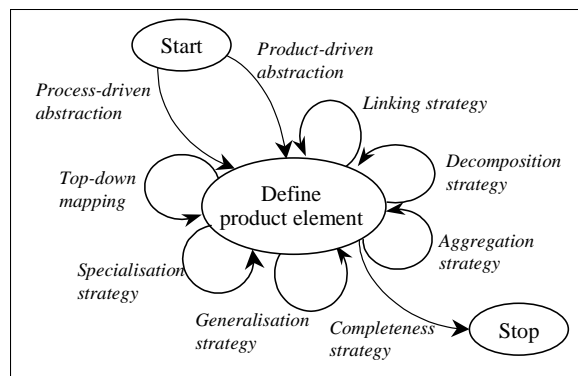 Start
Product-driven
abstraction
Process-driven
abstraction
Linking strategy
Top-down
mapping
Define
product element
Decomposition
strategy
Aggregation
strategy
Specialisation
strategy
Generalisation
strategy
Completeness
strategy
Stop